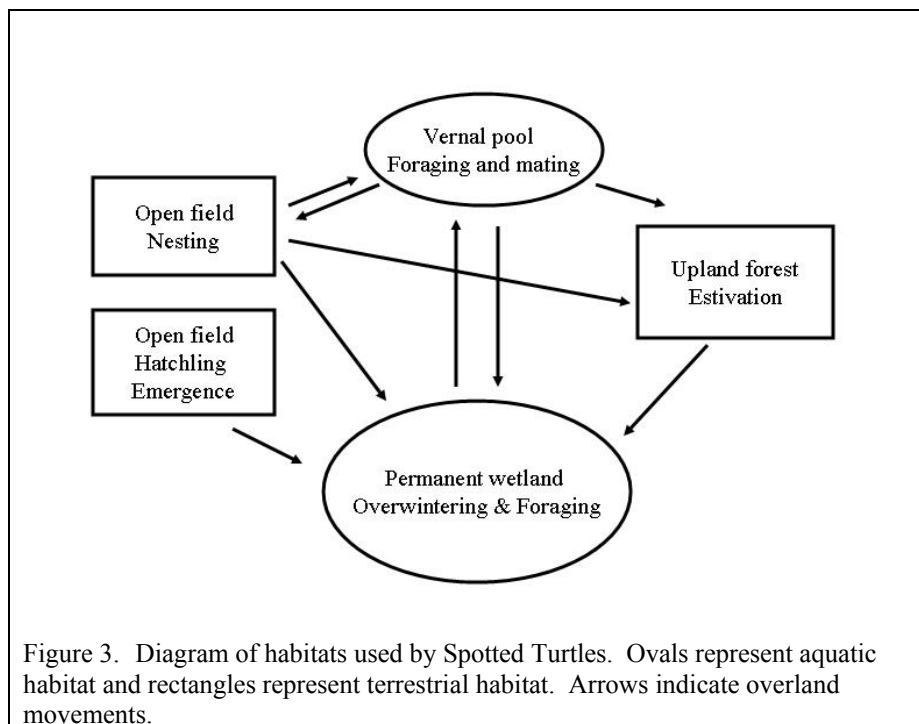 Vernal pool
Foraging and mating
Open field
Nesting
Upland forest
Estivation
Open field
Hatchling
Emergence
Permanent wetland
Overwintering & Foraging
Figure 3.  Diagram of habitats used by Spotted Turtles.  Ovals represent aquatic
habitat and rectangles represent terrestrial habitat.  Arrows indicate overland
movements.